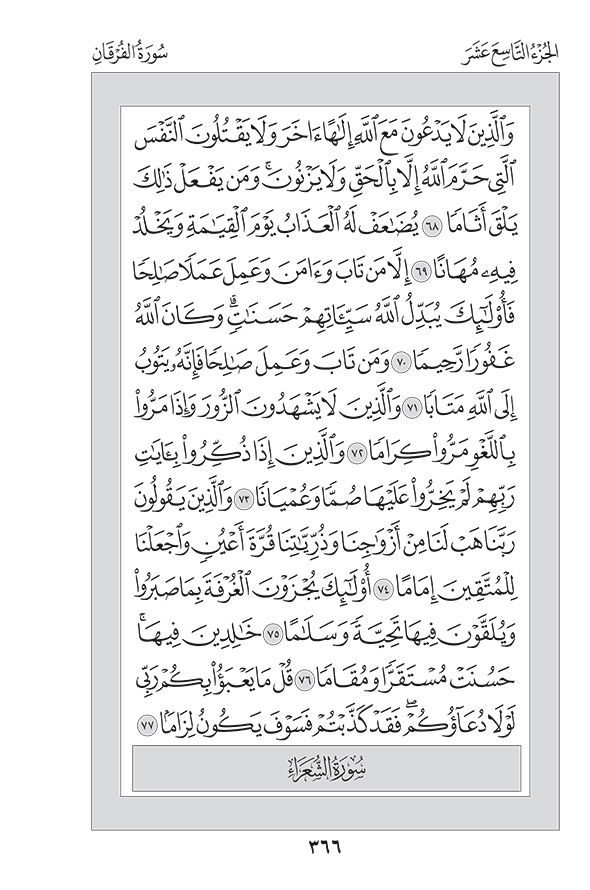 الجُزْءُ التَّاسِعَ عَشَرَ
سُورَةُ الفُرْقَانِ
وَٱلَّذِينَ لَا يَدْعُونَ مَعَ ٱللَّهِ إِلَٰهًا ءَاخَرَ وَلَا يَقْتُلُونَ ٱلنَّفْسَ
ٱلَّتِي حَرَّمَ ٱللَّهُ إِلَّا بِٱلْحَقِّ وَلَا يَزْنُونَۚ وَمَن يَفْعَلْ ذَٰلِكَ
يَلْقَ أَثَامًا ٦٨ يُضَٰعَفْ لَهُ ٱلْعَذَابُ يَوْمَ ٱلْقِيَٰمَةِ وَيَخْلُدْ
فِيهِۦ مُهَانًا ٦٩ إِلَّا مَن تَابَ وَءَامَنَ وَعَمِلَ عَمَلًا صَٰلِحًا
فَأُوْلَٰٓئِكَ يُبَدِّلُ ٱللَّهُ سَيِّـَٔاتِهِمْ حَسَنَٰتٍۗ وَكَانَ ٱللَّهُ
غَفُورًا رَّحِيمًا ٧٠ وَمَن تَابَ وَعَمِلَ صَٰلِحًا فَإِنَّهُۥ يَتُوبُ
إِلَى ٱللَّهِ مَتَابًا ٧١ وَٱلَّذِينَ لَا يَشْهَدُونَ ٱلزُّورَ وَإِذَا مَرُّواْ
بِٱللَّغْوِ مَرُّواْ كِرَامًا ٧٢ وَٱلَّذِينَ إِذَا ذُكِّرُواْ بِـَٔايَٰتِ
رَبِّهِمْ لَمْ يَخِرُّواْ عَلَيْهَا صُمًّا وَعُمْيَانًا ٧٣ وَٱلَّذِينَ يَقُولُونَ
رَبَّنَا هَبْ لَنَا مِنْ أَزْوَٰجِنَا وَذُرِّيَّٰتِنَا قُرَّةَ أَعْيُنٍ وَٱجْعَلْنَا
لِلْمُتَّقِينَ إِمَامًا ٧٤ أُوْلَٰٓئِكَ يُجْزَوْنَ ٱلْغُرْفَةَ بِمَا صَبَرُواْ
وَيُلَقَّوْنَ فِيهَا تَحِيَّةً وَسَلَٰمًا ٧٥ خَٰلِدِينَ فِيهَاۚ
حَسُنَتْ مُسْتَقَرًّا وَمُقَامًا ٧٦ قُلْ مَا يَعْبَؤُاْ بِكُمْ رَبِّي
لَوْلَا دُعَآؤُكُمْۖ فَقَدْ كَذَّبْتُمْ فَسَوْفَ يَكُونُ لِزَامًۢا ٧٧
سُورَةُ الشُّعَرَاءِ
٣٦٦